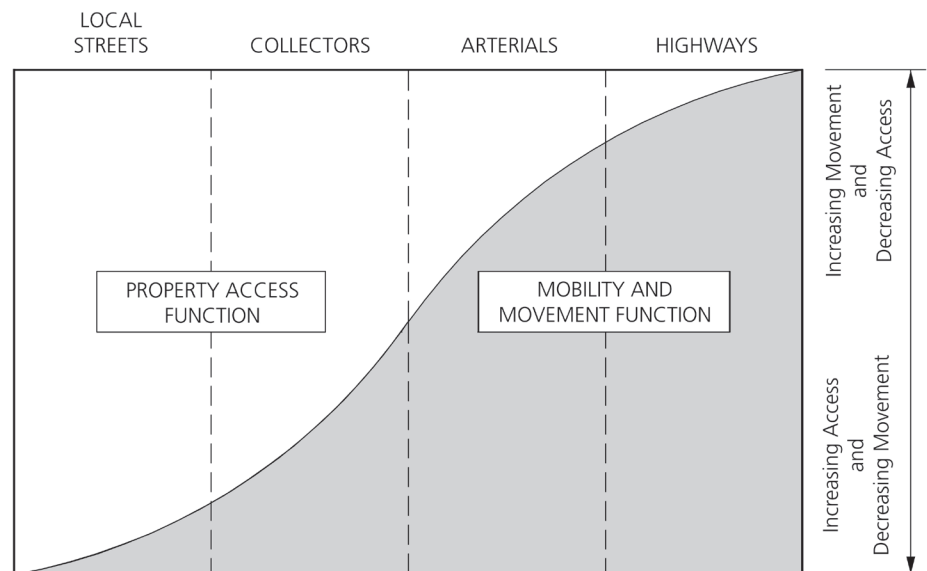 LOCAL
STREETS
COLLECTORS
ARTERIALS
HIGHWAYS
PROPERTY ACCESS
FUNCTION
MOBILITY AND
MOVEMENT FUNCTION
Increasing Movement
and
Decreasing Access
Increasing Access
and
Decreasing Movement